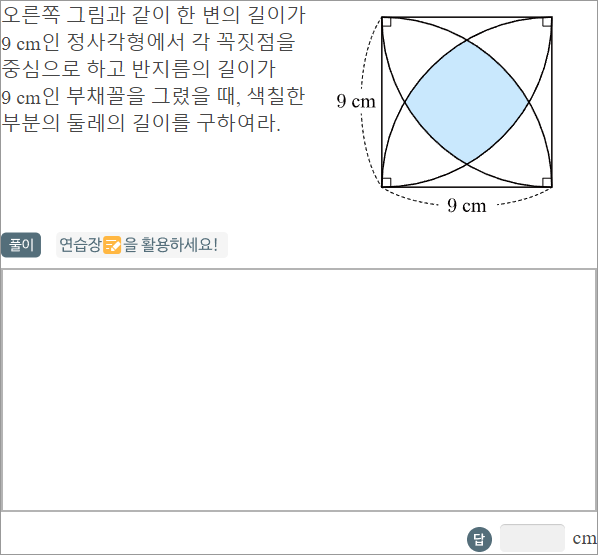 오른쪽 그림과 같이 한 변의 길이가
9 cm인 정사각형에서 각 꼭짓점을
중심으로 하고 반지름의 길이가
9 cm인 부채꼴을 그렸을 때, 색칠한
부분의 둘레의 길이를 구하여라.
9 cm
9 cm
풀이 연습장을 활용하세요!
답 cm